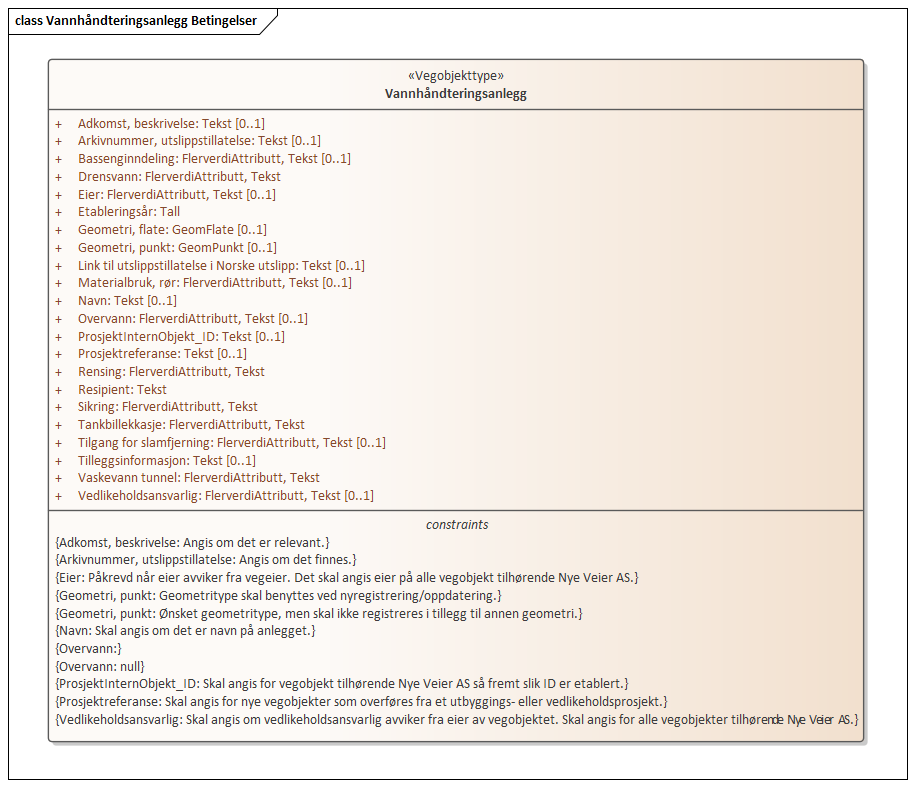 class Vannhåndteringsanlegg Betingelser
«Vegobjekttype»
Vannhåndteringsanlegg
+ Adkomst, beskrivelse: Tekst [0..1]
+ Arkivnummer, utslippstillatelse: Tekst [0..1]
+ Bassenginndeling: FlerverdiAttributt, Tekst [0..1]
+ Drensvann: FlerverdiAttributt, Tekst
+ Eier: FlerverdiAttributt, Tekst [0..1]
+ Etableringsår: Tall
+ Geometri, flate: GeomFlate [0..1]
+ Geometri, punkt: GeomPunkt [0..1]
+ Link til utslippstillatelse i Norske utslipp: Tekst [0..1]
+ Materialbruk, rør: FlerverdiAttributt, Tekst [0..1]
+ Navn: Tekst [0..1]
+ Overvann: FlerverdiAttributt, Tekst [0..1]
+ ProsjektInternObjekt_ID: Tekst [0..1]
+ Prosjektreferanse: Tekst [0..1]
+ Rensing: FlerverdiAttributt, Tekst
+ Resipient: Tekst
+ Sikring: FlerverdiAttributt, Tekst
+ Tankbillekkasje: FlerverdiAttributt, Tekst
+ Tilgang for slamfjerning: FlerverdiAttributt, Tekst [0..1]
+ Tilleggsinformasjon: Tekst [0..1]
+ Vaskevann tunnel: FlerverdiAttributt, Tekst
+ Vedlikeholdsansvarlig: FlerverdiAttributt, Tekst [0..1]
constraints
{Adkomst, beskrivelse: Angis om det er relevant.}
{Arkivnummer, utslippstillatelse: Angis om det finnes.}
{Eier: Påkrevd når eier avviker fra vegeier. Det skal angis eier på alle vegobjekt tilhørende Nye Veier AS.}
{Geometri, punkt: Geometritype skal benyttes ved nyregistrering/oppdatering.}
{Geometri, punkt: Ønsket geometritype, men skal ikke registreres i tillegg til annen geometri.}
{Navn: Skal angis om det er navn på anlegget.}
{Overvann:}
{Overvann: null}
{ProsjektInternObjekt_ID: Skal angis for vegobjekt tilhørende Nye Veier AS så fremt slik ID er etablert.}
{Prosjektreferanse: Skal angis for nye vegobjekter som overføres fra et utbyggings- eller vedlikeholdsprosjekt.}
{Vedlikeholdsansvarlig: Skal angis om vedlikeholdsansvarlig avviker fra eier av vegobjektet. Skal angis for alle vegobjekter tilhørende Nye Veier AS.}